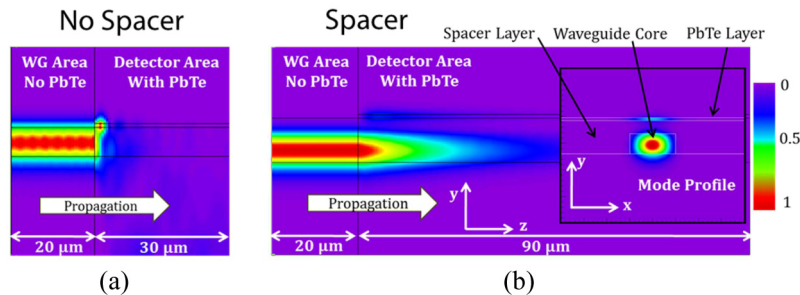 No Spacer
WG Area
No PbTe
Detector Area
With PbTe
Propagation
20 µm
30 µm
(a)
Spacer
WG Area
No PbTe
Detector Area
With PbTe
Spacer Layer
Waveguide Core
PbTe Layer
y
x
Mode Profile
Propagation
y
z
20 µm
90 µm
0
0.5
1
(b)